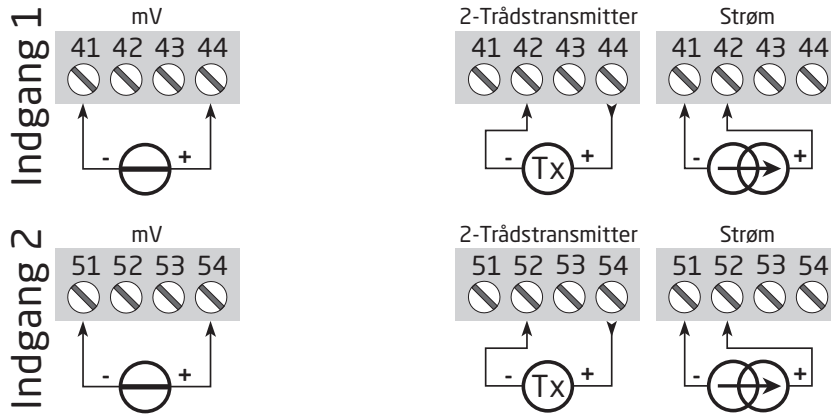 Indgang 1
mV
41 42 43 44
- +
2-Trådstransmitter
41 42 43 44
- Tx +
Strøm
41 42 43 44
- +
Indgang 2
mV
51 52 53 54
- +
2-Trådstransmitter
51 52 53 54
- Tx +
Strøm
51 52 53 54
- +